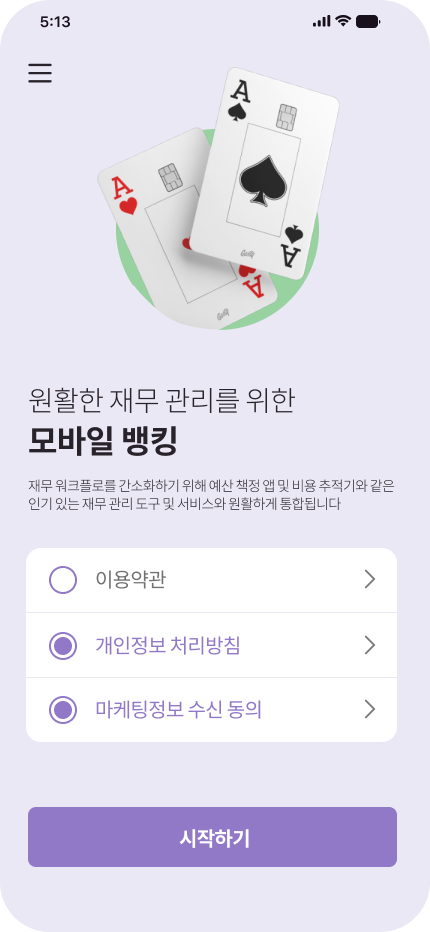 5:13
A
A
A
A
원활한 재무 관리를 위한
모바일 뱅킹
재무 워크플로를 간소화하기 위해 예산 책정 앱 및 비용 추적기와 같은
인기 있는 재무 관리 도구 및 서비스와 원활하게 통합됩니다
이용약관
개인정보 처리방침
마케팅정보 수신 동의
시작하기